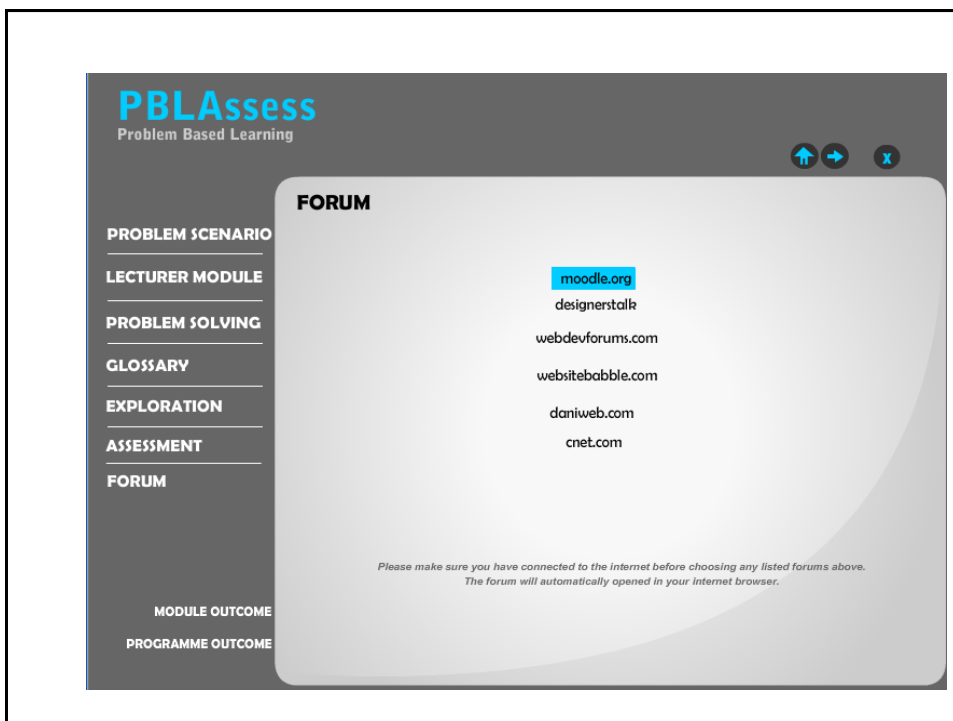 PBLAssess
Problem Based Learning
X
FORUM
PROBLEM SCENARIO
LECTURER MODULE
PROBLEM SOLVING
GLOSSARY
EXPLORATION
ASSESSMENT
FORUM
MODULE OUTCOME
PROGRAMME OUTCOME
moodle.org
designerstalk
webdevforums.com
websitebabble.com
daniweb.com
cnet.com
Please make sure you have connected to the internet before choosing any listed forums above.
The forum will automatically opened in your internet browser.